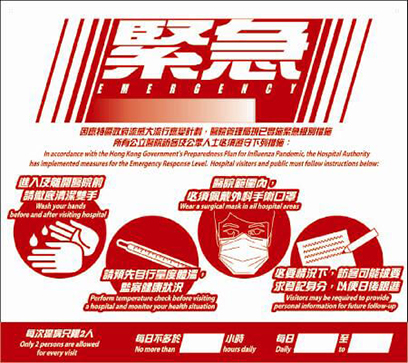 緊急
EMERGENCY
因應特區政府流感大流行應變計劃，醫院管理局現已實施緊急級別措施
所有公立醫院訪客及公眾人士必須遵守下列措施：
In accordance with the Hong Kong Government's Preparedness Plan for Influenza Pandemic, the Hospital Authority
has implemented measures for the Emergency Response Level. Hospital visitors and public must follow instructions below:
進入及離開醫院前
請徹底清潔雙手
Wash your hands
before and after visiting hospital
醫院範圍內，
必須佩戴外科手術口罩
Wear a surgical mask in all hospital areas
請預先自行量度體溫，
監察健康狀況
Perform temperature check before visiting
a hospital and monitor your health situation
必要情況下，訪客可能被要
求登記身分，以便日後跟進
Visitors may be required to provide
personal information for future follow-up
每次探病只限2人
Only 2 persons are allowed
for every visit
每日不多於 小時
No more than hours daily
每日 至
Daily to